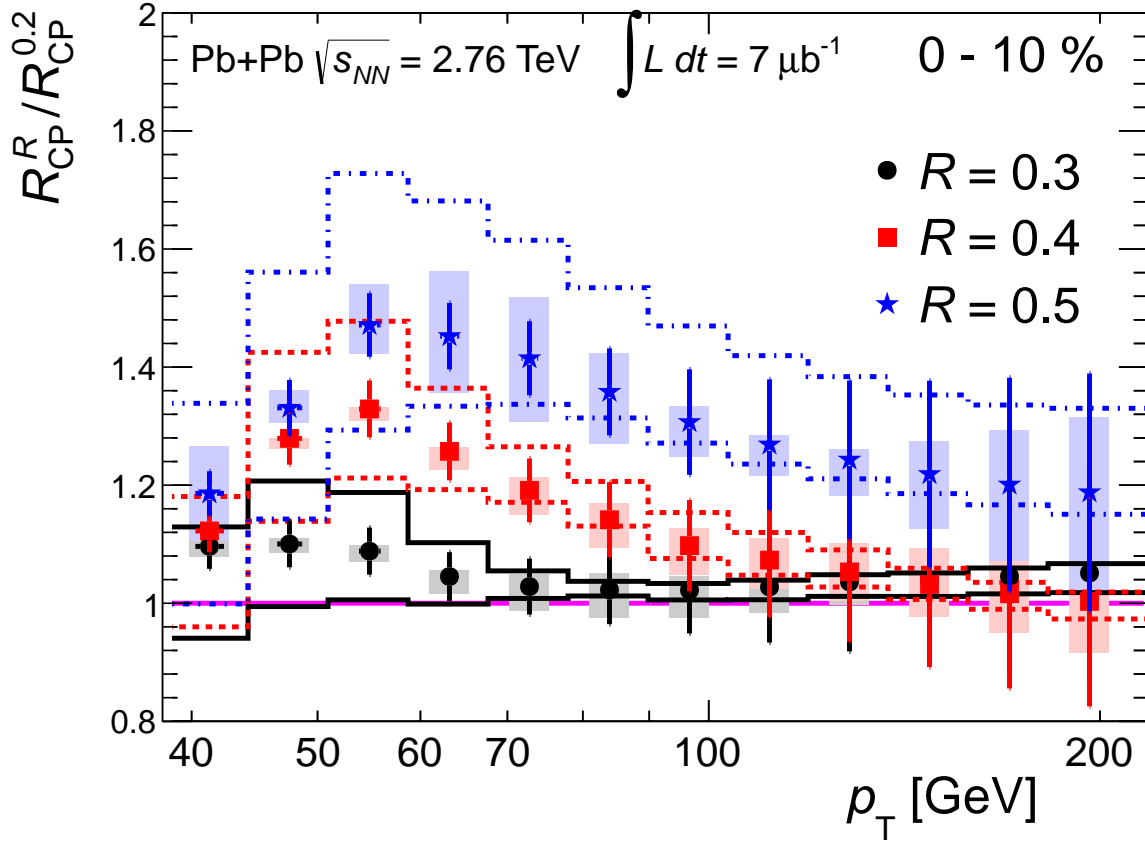 R_CP^R / R_CP^0.2
Pb+Pb √s_NN = 2.76 TeV ∫ L dt = 7 μb⁻¹ 0 - 10 %
R = 0.3
R = 0.4
R = 0.5
2
1.8
1.6
1.4
1.2
1
0.8
40 50 60 70 100 200
p_T [GeV]